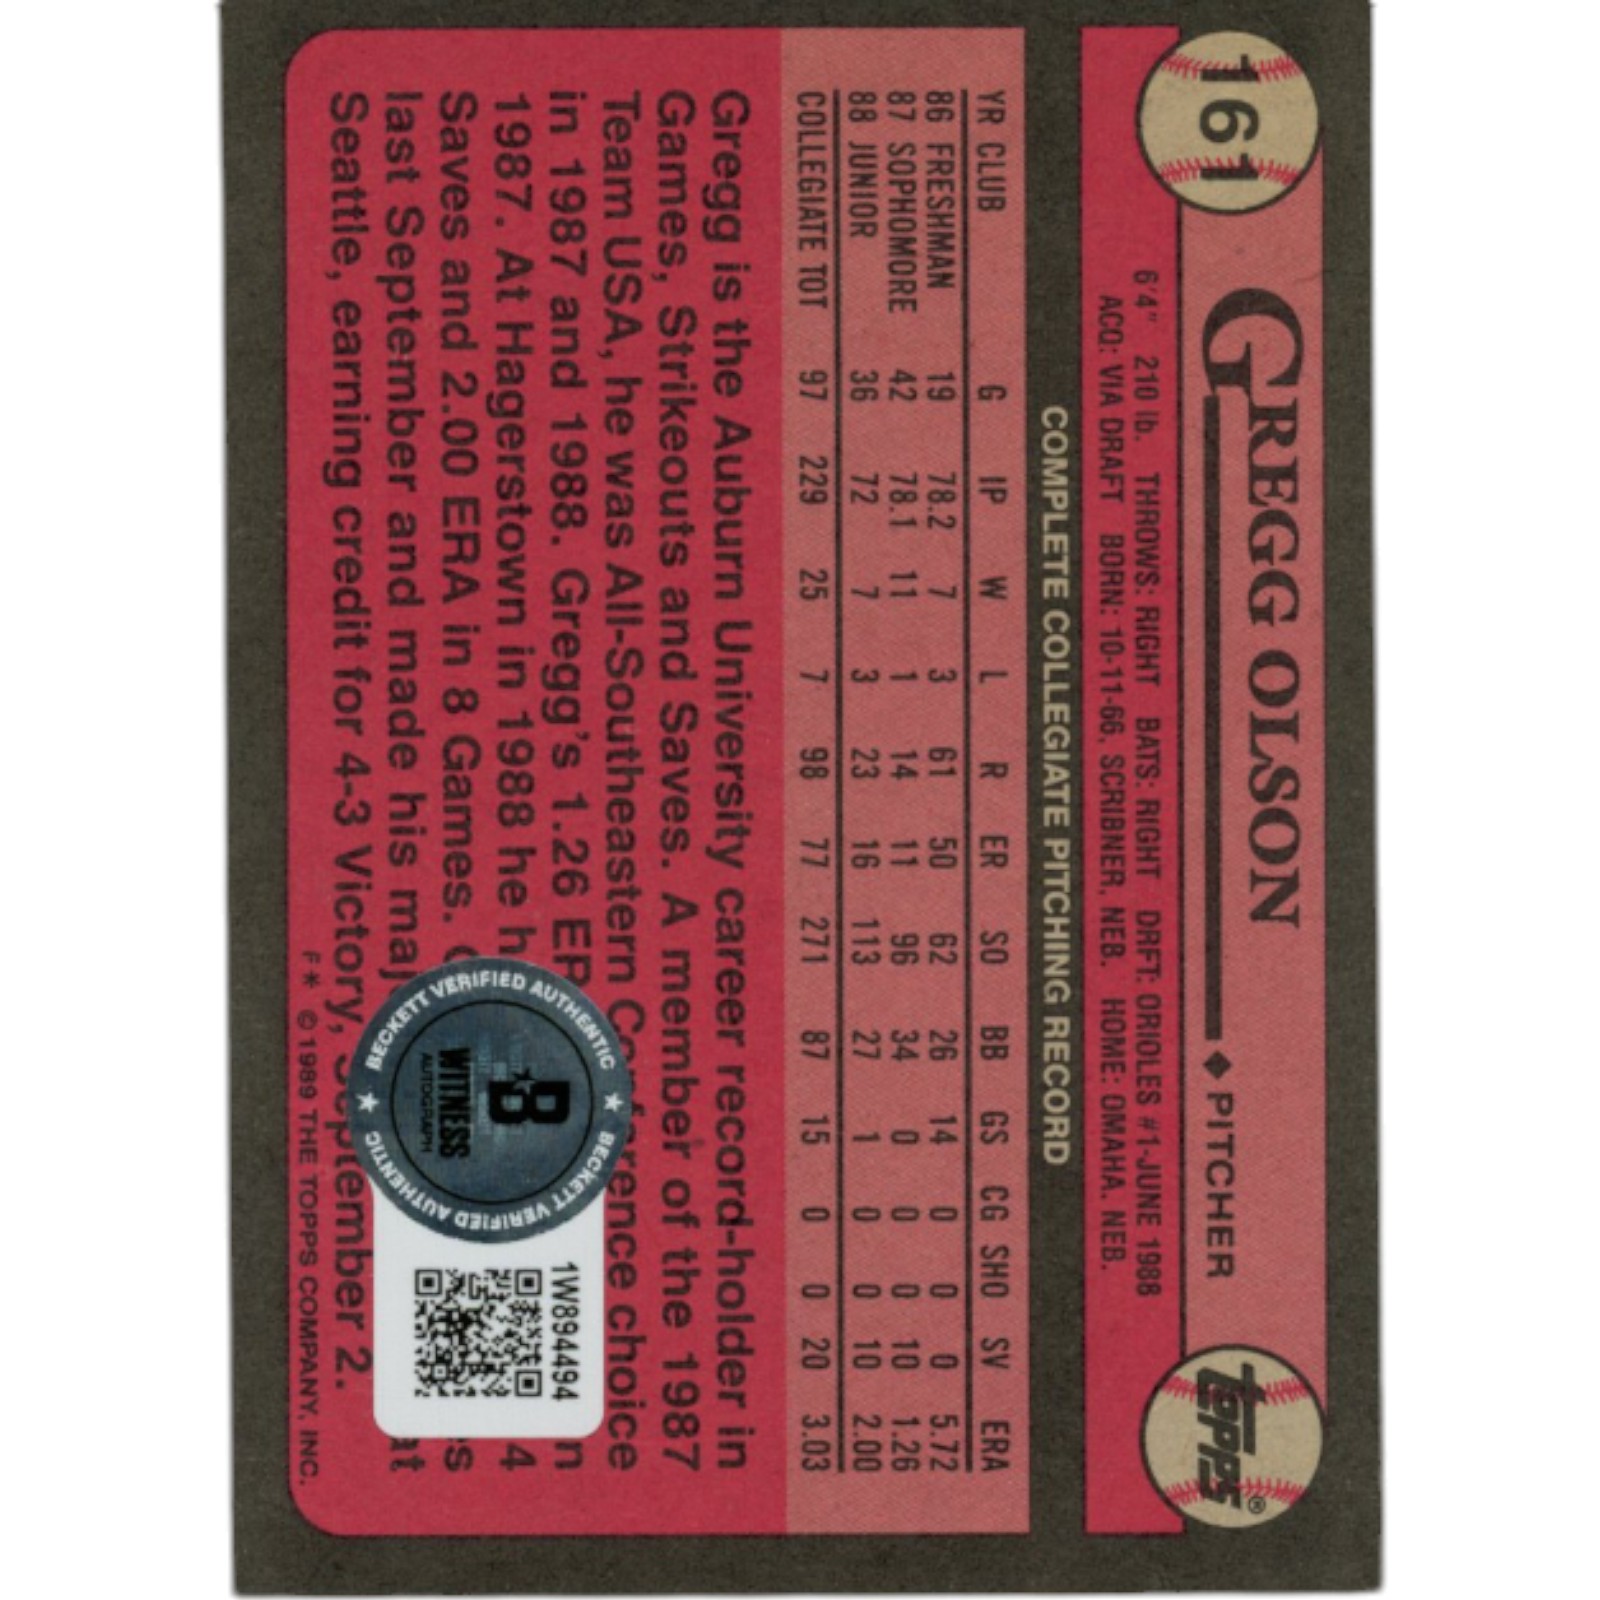 161
GREGG OLSON ◆ PITCHER
topps®
6'4" 210 lb. THROWS: RIGHT BATS: RIGHT DRFT: ORIOLES #1-JUNE 1988
ACQ: VIA DRAFT BORN: 10-11-66, SCRIBNER, NEB. HOME: OMAHA, NEB.
COMPLETE COLLEGIATE PITCHING RECORD
YR CLUB G IP W L R ER SO BB GS CG SHO SV ERA
86 FRESHMAN 19 78.2 7 3 61 50 62 26 14 0 0 0 5.72
87 SOPHOMORE 42 78.1 11 1 14 11 96 34 0 0 0 10 1.26
88 JUNIOR 36 72 7 3 23 16 113 27 1 0 0 10 2.00
COLLEGIATE TOT 97 229 25 7 98 77 271 87 15 0 0 20 3.03
Gregg is the Auburn University career record-holder in
Games, Strikeouts and Saves. A member of the 1987
Team USA, he was All-Southeastern Conference choice
in 1987 and 1988. Gregg's 1.26 ER
1987. At Hagerstown in 1988 he h 4
Saves and 2.00 ERA in 8 Games.
last September and made his maj at
Seattle, earning credit for 4-3 Victory, September 2.
F* © 1989 THE TOPPS COMPANY, INC.
BECKETT VERIFIED AUTHENTIC ★ BECKETT VERIFIED AUTHENTIC ★
B
WITNESS
AUTOGRAPH
1W894494